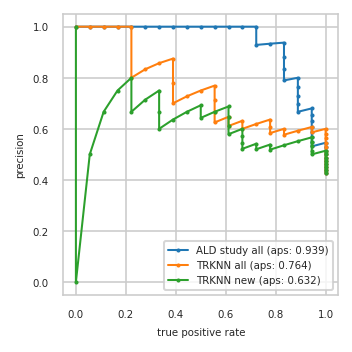 1.0
0.8
0.6
0.4
0.2
0.0
precision
ALD study all (aps: 0.939)
TRKNN all (aps: 0.764)
TRKNN new (aps: 0.632)
0.0 0.2 0.4 0.6 0.8 1.0
true positive rate